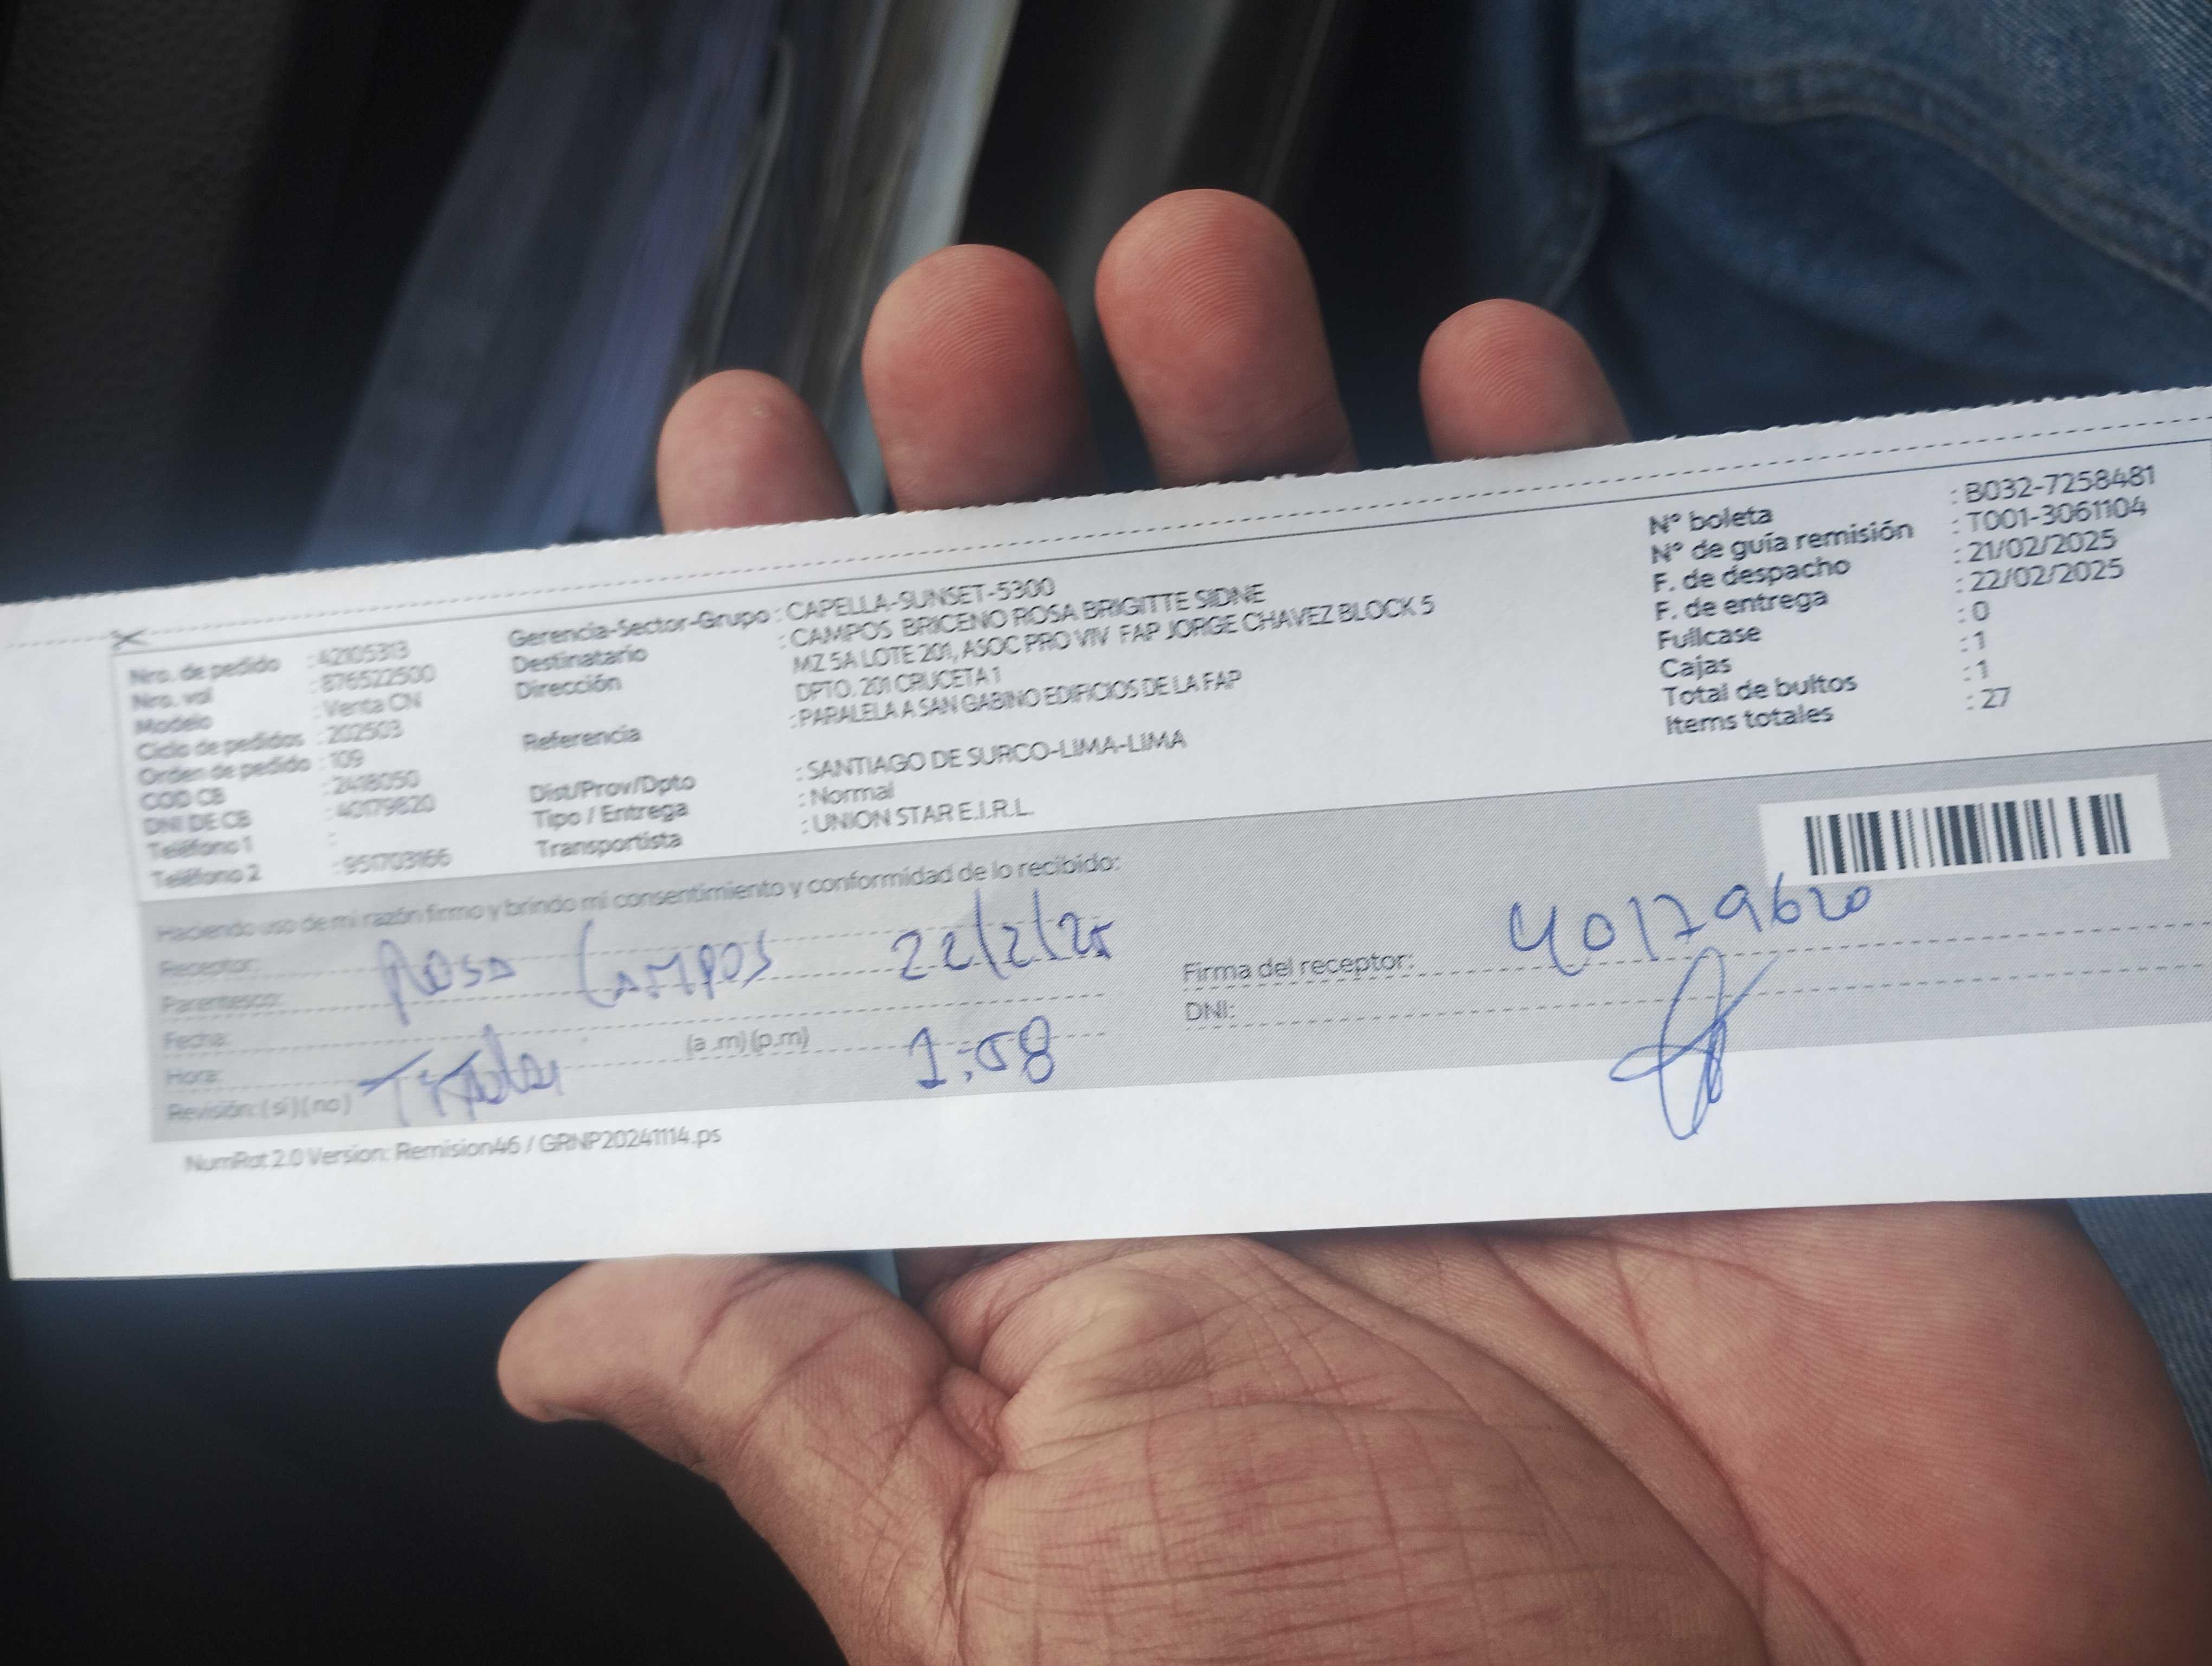 Nro. de pedido : 42105313
Nro. val : 876522500
Modelo : Venta CN
Ciclo de pedidos : 202503
Orden de pedido : 109
COD CB : 2418050
DNI DE CB : 40179620
Teléfono 1 :
Teléfono 2 : 951703166
Gerencia-Sector-Grupo : CAPELLA-SUNSET-5300
Destinatario : CAMPOS BRICENO ROSA BRIGITTE SIDNE
Dirección MZ 5A LOTE 201, ASOC PRO VIV FAP JORGE CHAVEZ BLOCK 5
DPTO. 201 CRUCETA 1
Referencia : PARALELA A SAN GABINO EDIFICIOS DE LA FAP
Dist/Prov/Dpto : SANTIAGO DE SURCO-LIMA-LIMA
Tipo / Entrega : Normal
Transportista : UNION STAR E.I.R.L.
N° boleta : B032-7258481
N° de guía remisión : T001-3061104
F. de despacho : 21/02/2025
F. de entrega : 22/02/2025
Fullcase : 0
Cajas : 1
Total de bultos : 1
Items totales : 27
Haciendo uso de mi razón firmo y brindo mi consentimiento y conformidad de lo recibido:
Receptor:
Parentesco: Rosa Campos 22/2/25
Fecha:
Hora: (a .m) (p.m) 1:58
Revisión: ( si ) ( no ) Titular
Firma del receptor: 40179620
DNI:
NumRot 2.0 Version: Remision46 / GRNP20241114.ps